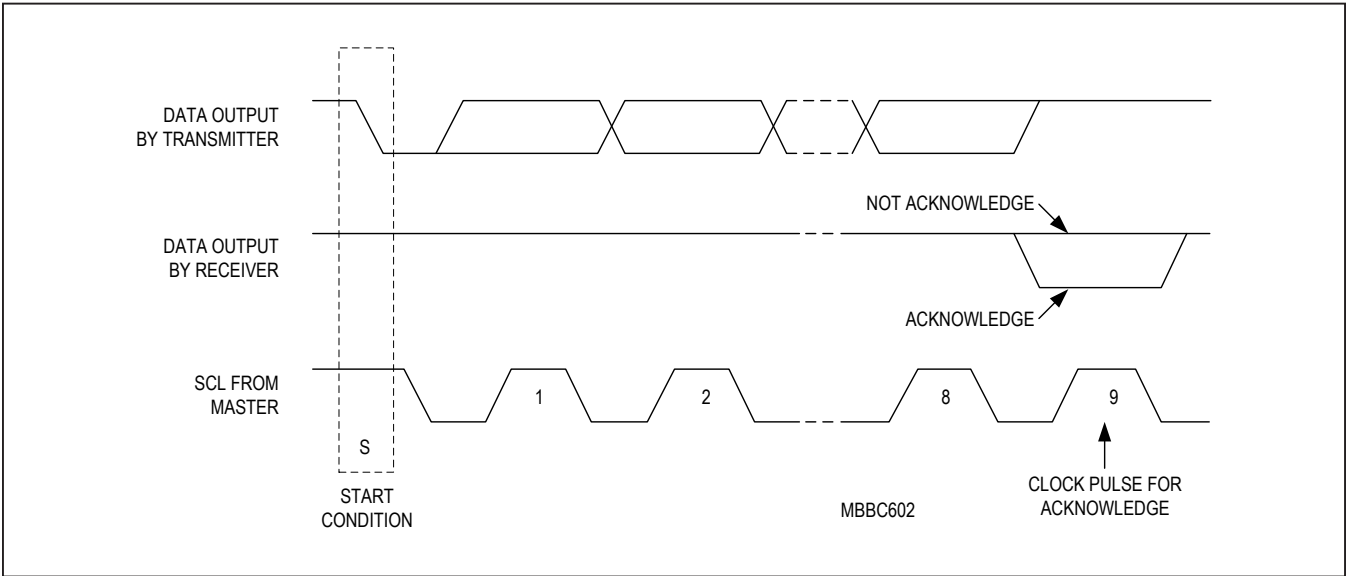 DATA OUTPUT
BY TRANSMITTER
NOT ACKNOWLEDGE
DATA OUTPUT
BY RECEIVER
ACKNOWLEDGE
SCL FROM
MASTER
1
2
8
9
S
START
CONDITION
MBBC602
CLOCK PULSE FOR
ACKNOWLEDGE